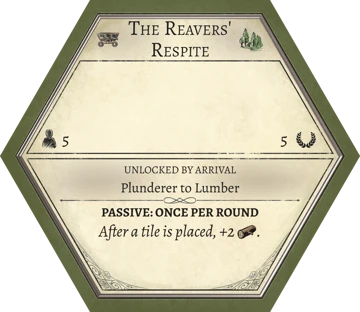 The Reavers'
Respite
5
5
UNLOCKED BY ARRIVAL
Plunderer to Lumber
PASSIVE: ONCE PER ROUND
After a tile is placed, +2 .